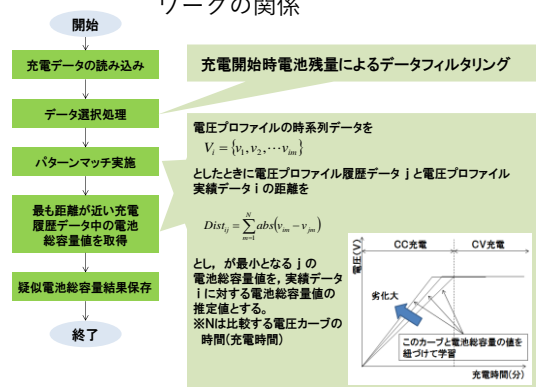 ワークの関係
開始
充電データの読み込み
データ選択処理
パターンマッチ実施
最も距離が近い充電
履歴データ中の電池
総容量値を取得
疑似電池総容量結果保存
終了
充電開始時電池残量によるデータフィルタリング
電圧プロファイルの時系列データを
V_i = {v_1, v_2, ⋯v_im}
としたときに電圧プロファイル履歴データ j と電圧プロファイル
実績データ i の距離を
Dist_ij = ∑_{m=1}^{N} abs(v_im − v_jm)
とし，が最小となる j の
電池総容量値を，実績データ
i に対する電池総容量値の
推定値とする。
※Nは比較する電圧カーブの
時間(充電時間)
電圧(V)
CC充電
CV充電
劣化大
このカーブと電池総容量の値を
紐づけて学習
充電時間(分)